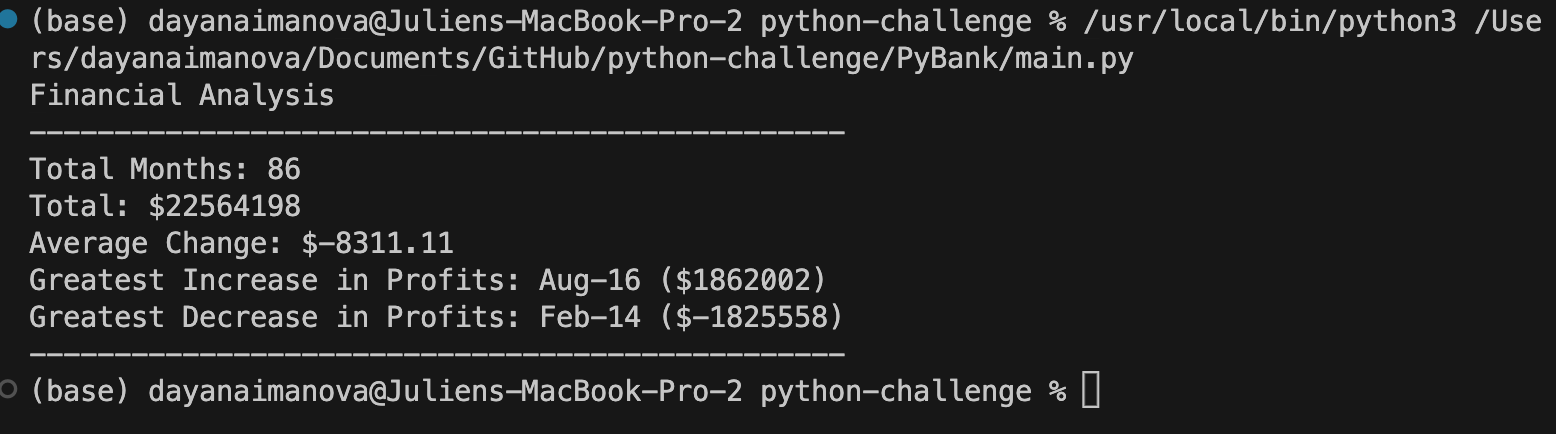 (base) dayanaimanova@Juliens-MacBook-Pro-2 python-challenge % /usr/local/bin/python3 /Use
rs/dayanaimanova/Documents/GitHub/python-challenge/PyBank/main.py
Financial Analysis
------------------------------------------------
Total Months: 86
Total: $22564198
Average Change: $-8311.11
Greatest Increase in Profits: Aug-16 ($1862002)
Greatest Decrease in Profits: Feb-14 ($-1825558)
------------------------------------------------
(base) dayanaimanova@Juliens-MacBook-Pro-2 python-challenge %